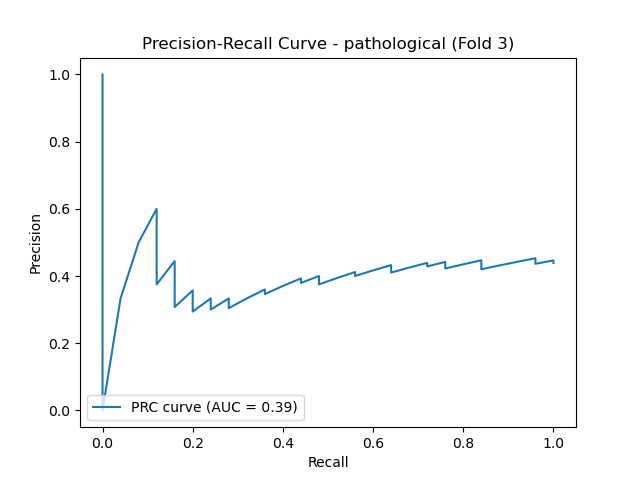 Precision-Recall Curve - pathological (Fold 3)
1.0
0.8
0.6
0.4
0.2
0.0
Precision
PRC curve (AUC = 0.39)
0.0 0.2 0.4 0.6 0.8 1.0
Recall